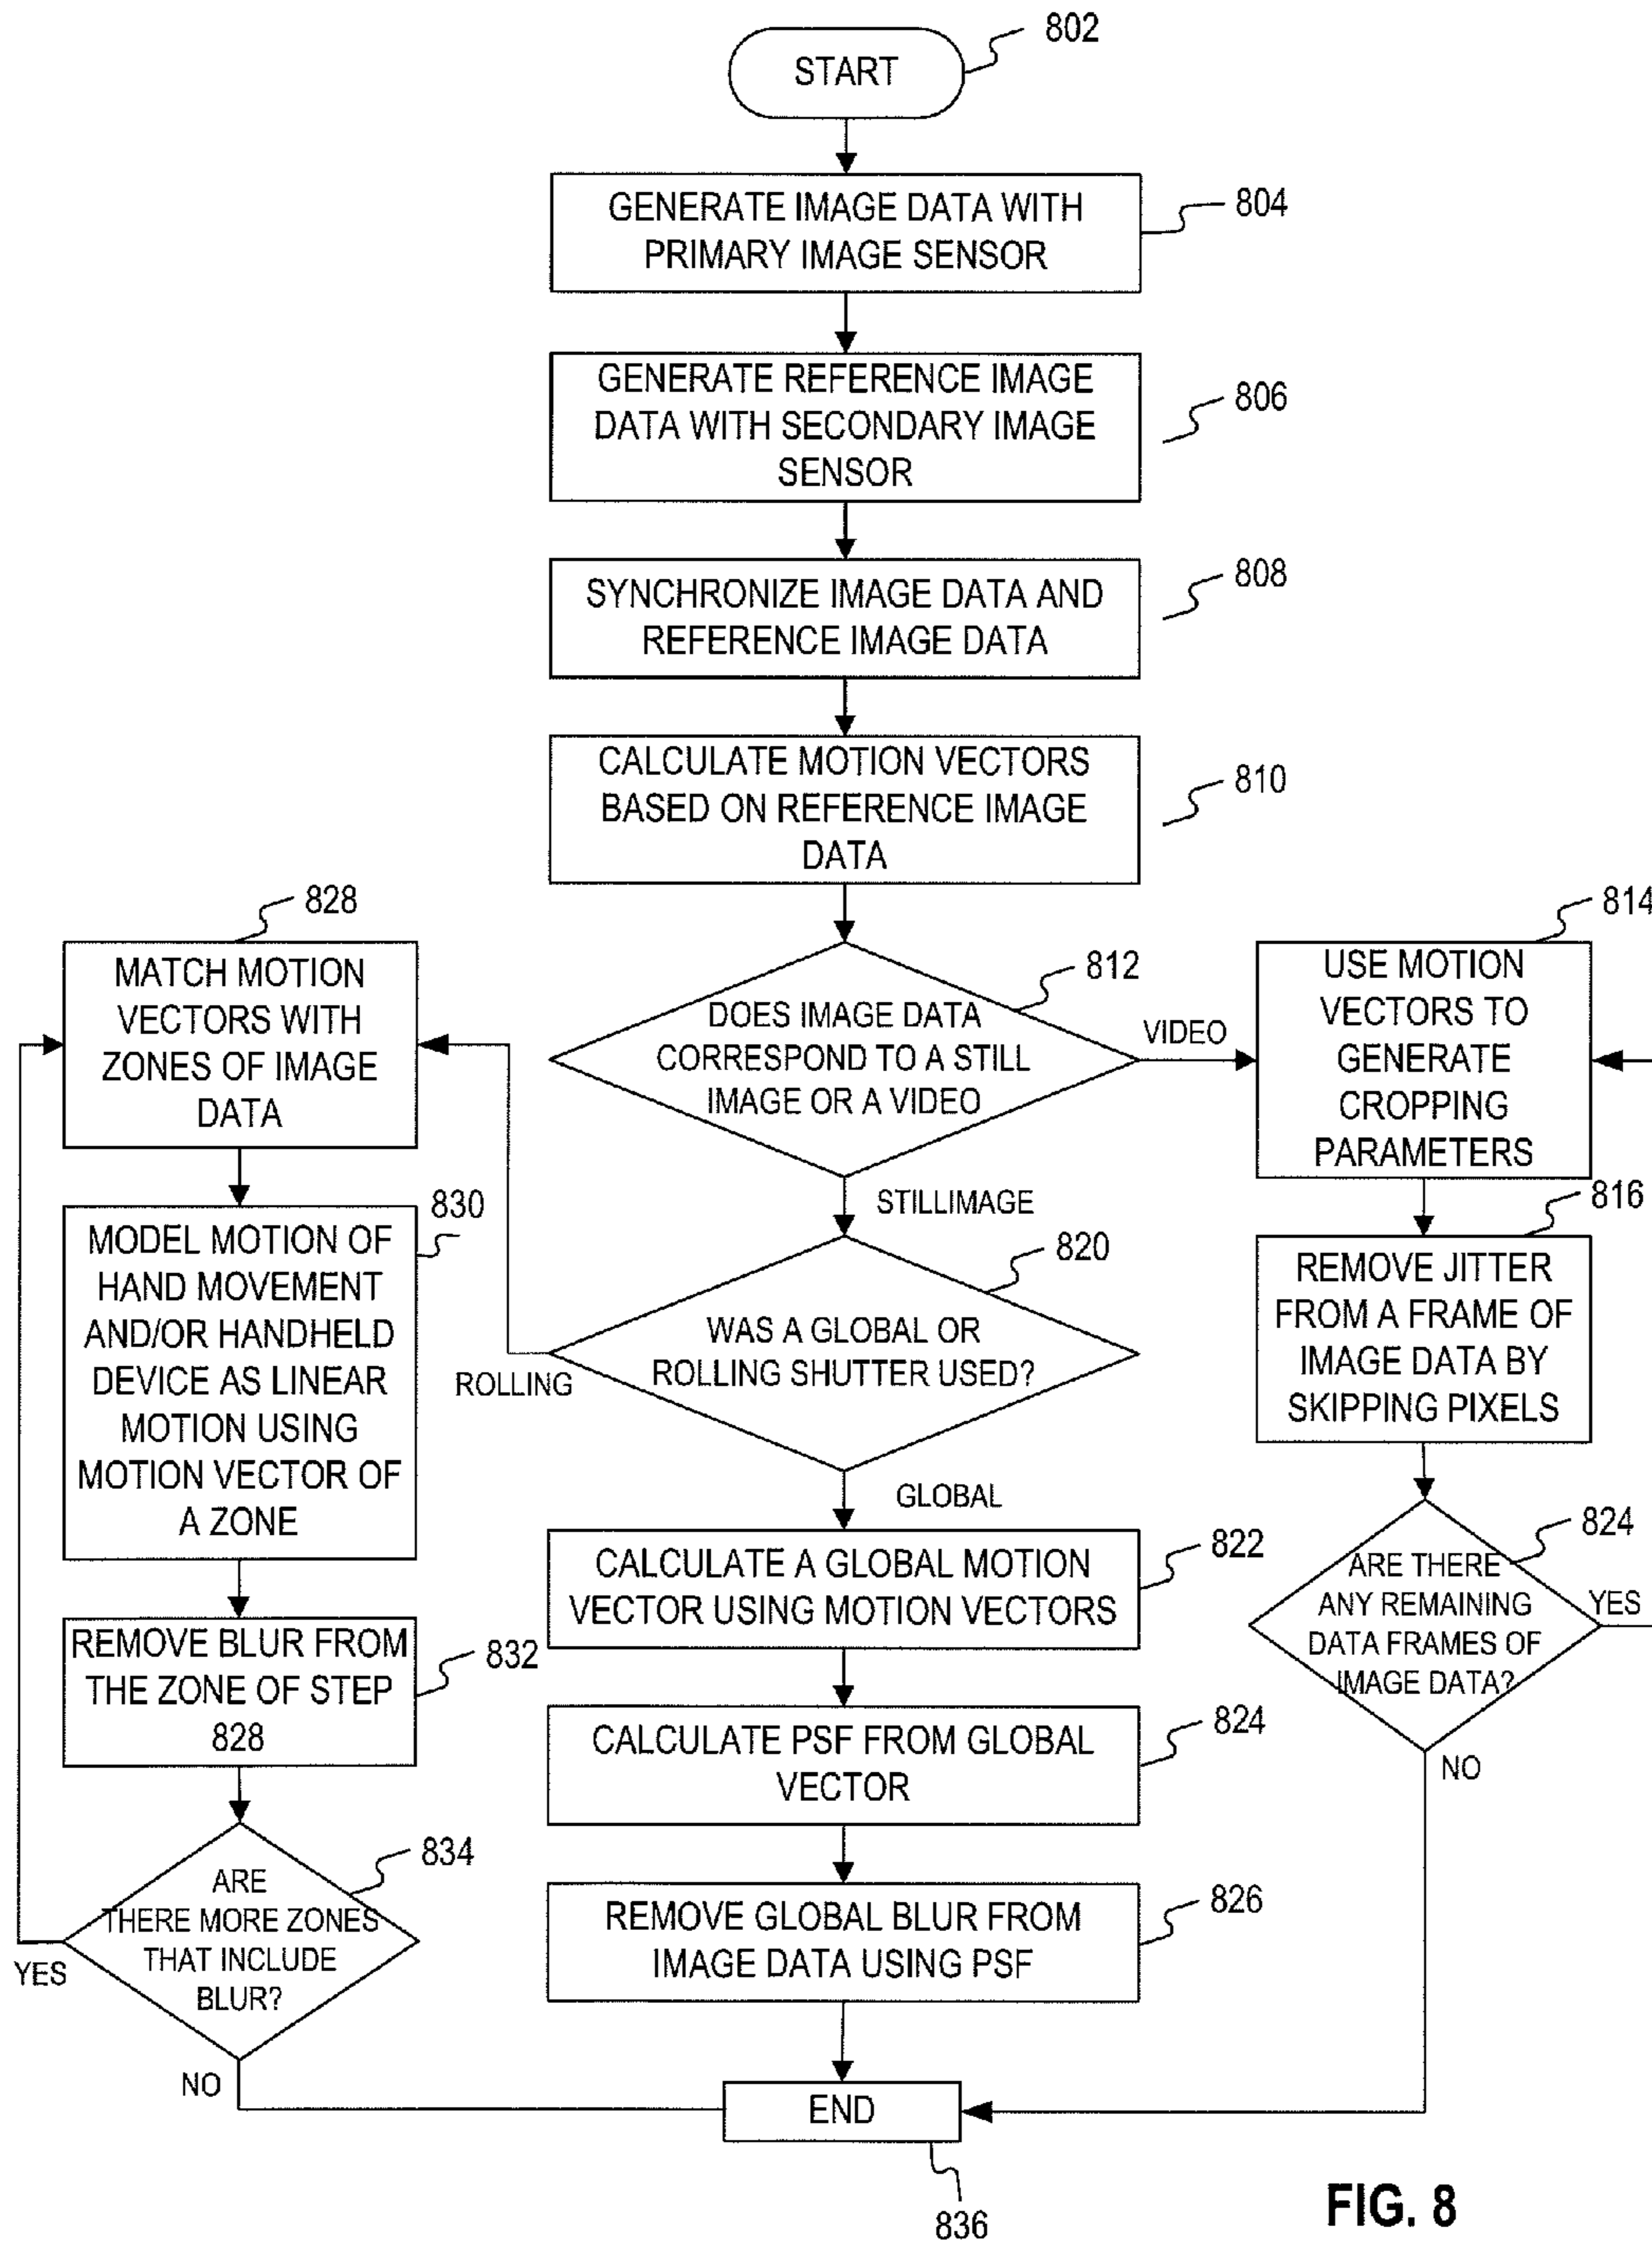 802
START
GENERATE IMAGE DATA WITH
PRIMARY IMAGE SENSOR
804
GENERATE REFERENCE IMAGE
DATA WITH SECONDARY IMAGE
SENSOR
806
SYNCHRONIZE IMAGE DATA AND
REFERENCE IMAGE DATA
808
CALCULATE MOTION VECTORS
BASED ON REFERENCE IMAGE
DATA
810
DOES IMAGE DATA
CORRESPOND TO A STILL
IMAGE OR A VIDEO
812
VIDEO
STILLIMAGE
814
USE MOTION
VECTORS TO
GENERATE
CROPPING
PARAMETERS
816
REMOVE JITTER
FROM A FRAME OF
IMAGE DATA BY
SKIPPING PIXELS
824
ARE THERE
ANY REMAINING
DATA FRAMES OF
IMAGE DATA?
YES
NO
820
WAS A GLOBAL OR
ROLLING SHUTTER USED?
ROLLING
GLOBAL
822
CALCULATE A GLOBAL MOTION
VECTOR USING MOTION VECTORS
824
CALCULATE PSF FROM GLOBAL
VECTOR
826
REMOVE GLOBAL BLUR FROM
IMAGE DATA USING PSF
828
MATCH MOTION
VECTORS WITH
ZONES OF IMAGE
DATA
830
MODEL MOTION OF
HAND MOVEMENT
AND/OR HANDHELD
DEVICE AS LINEAR
MOTION USING
MOTION VECTOR OF
A ZONE
832
REMOVE BLUR FROM
THE ZONE OF STEP
828
834
ARE
THERE MORE ZONES
THAT INCLUDE
BLUR?
YES
NO
END
836
FIG. 8